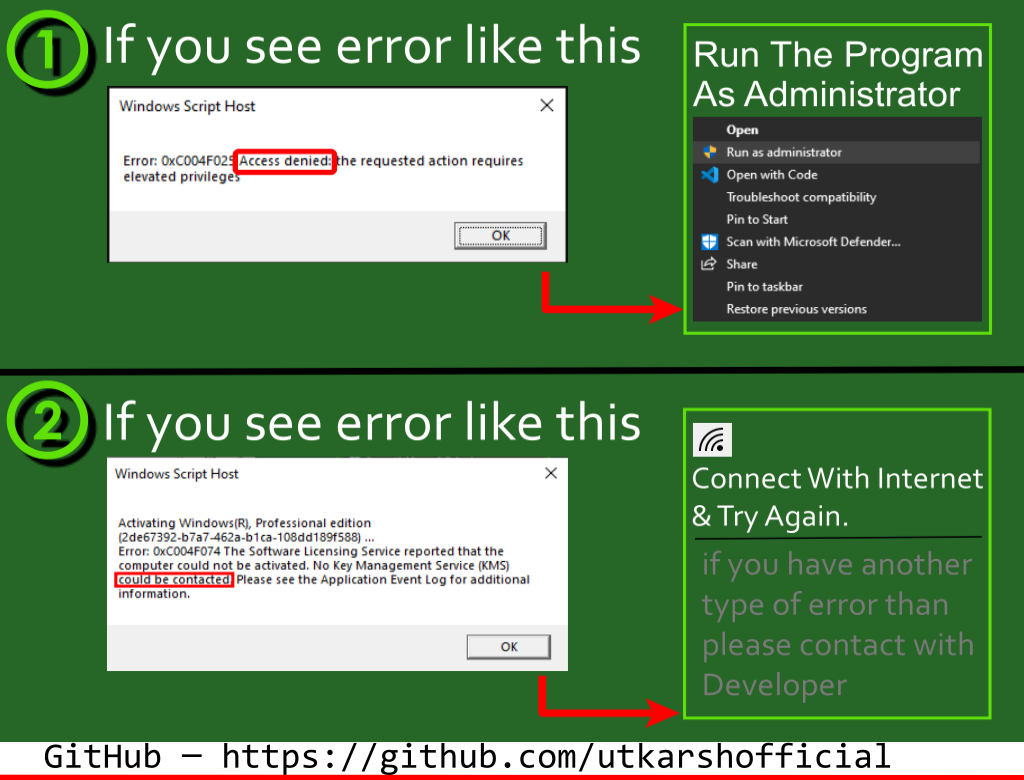 1 If you see error like this
Windows Script Host
Error: 0xC004F025 Access denied: the requested action requires
elevated privileges
OK
Run The Program
As Administrator
Open
Run as administrator
Open with Code
Troubleshoot compatibility
Pin to Start
Scan with Microsoft Defender...
Share
Pin to taskbar
Restore previous versions
2 If you see error like this
Windows Script Host
Activating Windows(R), Professional edition
(2de67392-b7a7-462a-b1ca-108dd189f588) ...
Error: 0xC004F074 The Software Licensing Service reported that the
computer could not be activated. No Key Management Service (KMS)
could be contacted. Please see the Application Event Log for additional
information.
OK
Connect With Internet
& Try Again.
if you have another
type of error than
please contact with
Developer
GitHub — https://github.com/utkarshofficial